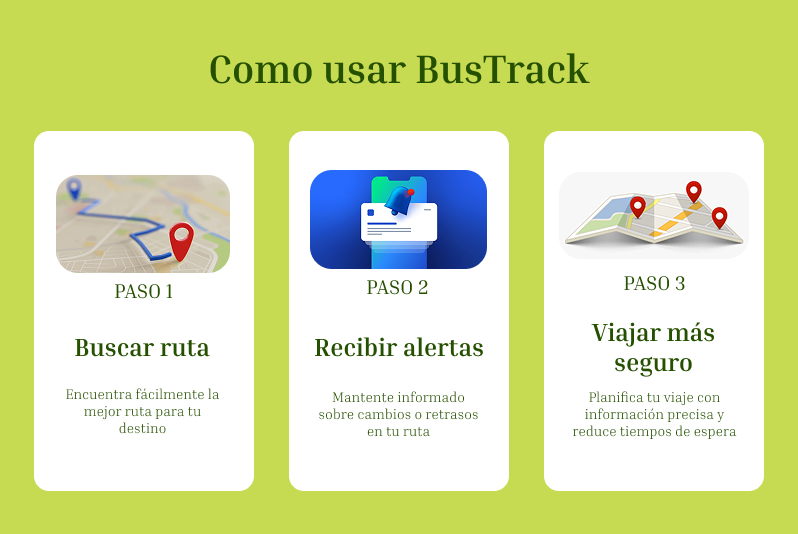 Como usar BusTrack
PASO 1
Buscar ruta
Encuentra fácilmente la
mejor ruta para tu
destino
PASO 2
Recibir alertas
Mantente informado
sobre cambios o retrasos
en tu ruta
PASO 3
Viajar más
seguro
Planifica tu viaje con
información precisa y
reduce tiempos de espera